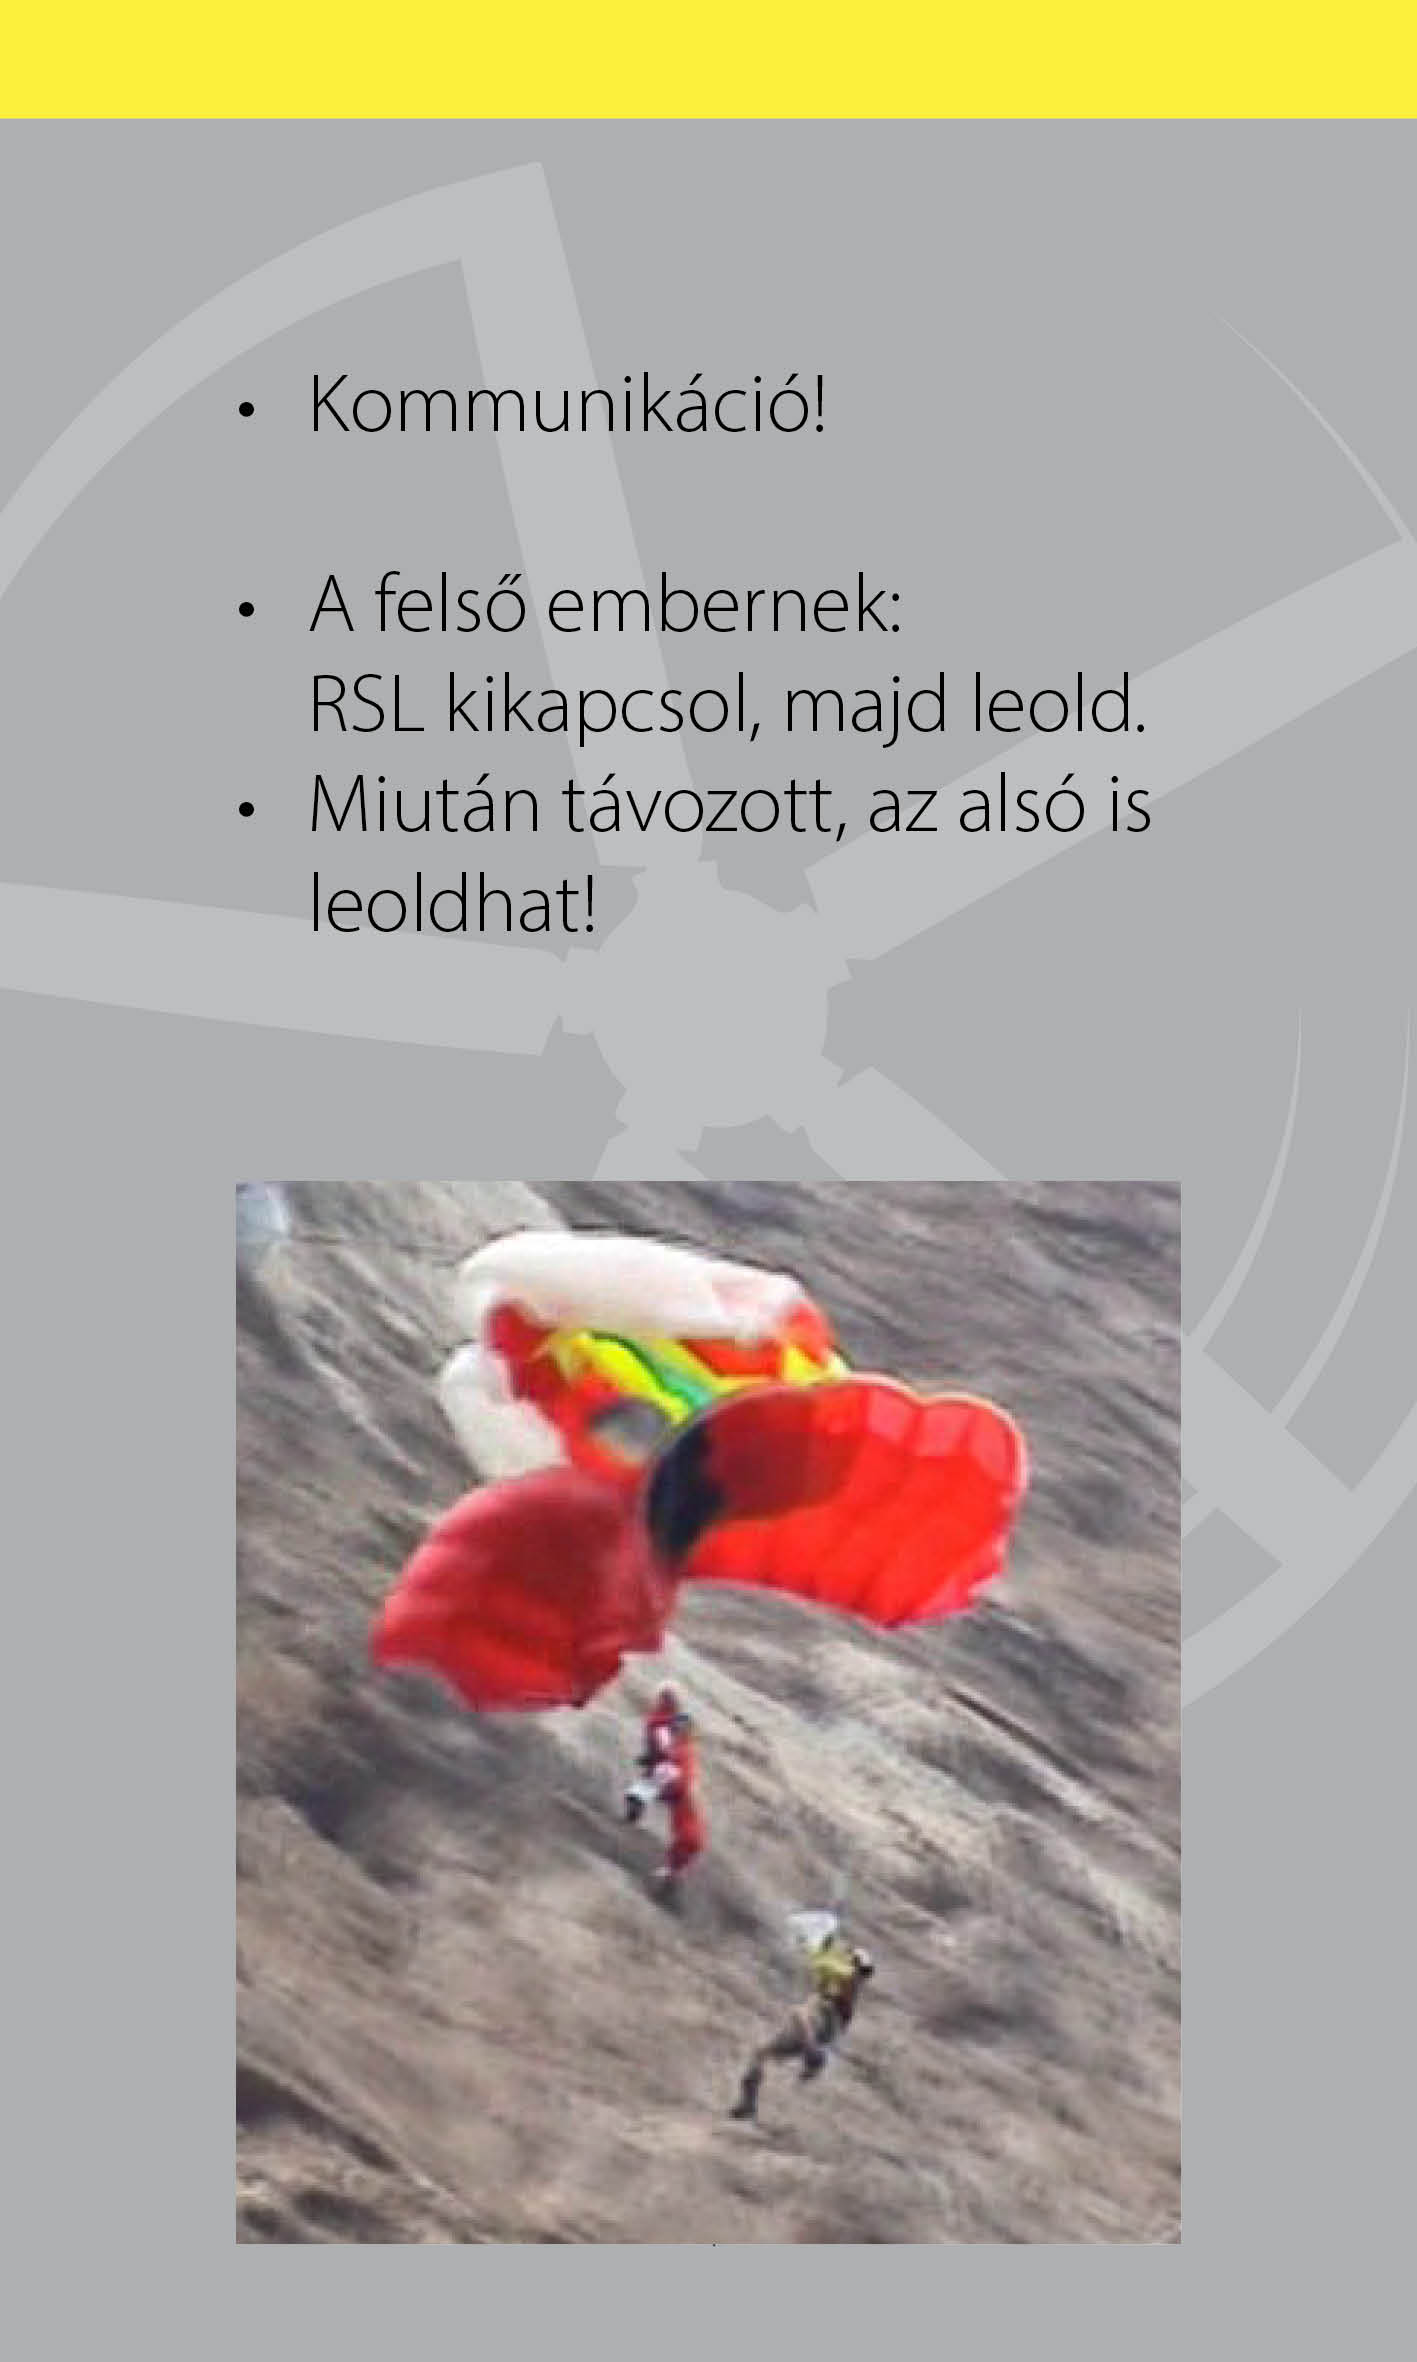 • Kommunikáció!
• A felső embernek:
RSL kikapcsol, majd leold.
• Miután távozott, az alsó is
leoldhat!